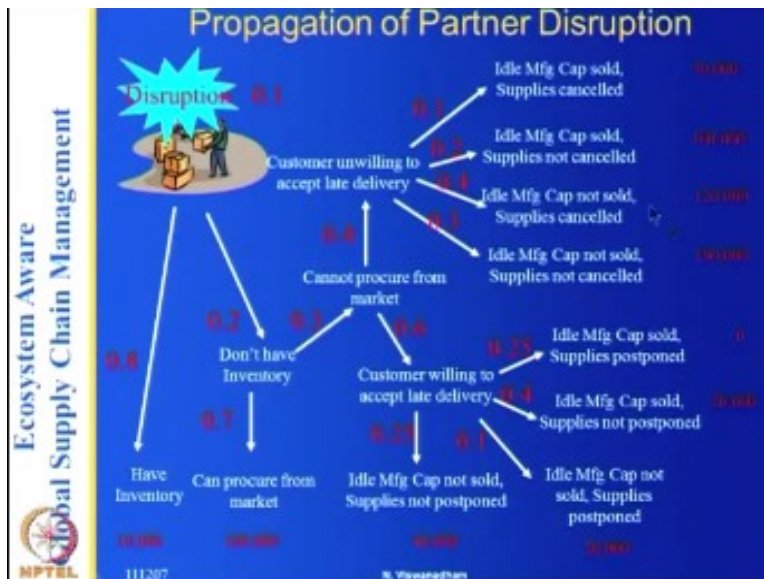 Propagation of Partner Disruption
Ecosystem Aware
Global Supply Chain Management
Disruption 0.1
Idle Mfg Cap sold,
Supplies cancelled
0.1
Customer unwilling to
accept late delivery
0.2
Idle Mfg Cap sold,
Supplies not cancelled
0.4
Idle Mfg Cap not sold,
Supplies cancelled
0.3
Idle Mfg Cap not sold,
Supplies not cancelled
0.4
Cannot procure from
market
0.2
0.3
0.6
Don't have
Inventory
0.8
Customer willing to
accept late delivery
0.25
Idle Mfg Cap sold,
Supplies postponed
0
0.4
Idle Mfg Cap sold,
Supplies not postponed
20,000
0.7
0.25
0.1
Have
Inventory
Can procure from
market
Idle Mfg Cap not sold,
Supplies not postponed
Idle Mfg Cap not
sold, Supplies
postponed
10,000
100,000
NPTEL
111207
N. Viswanadham